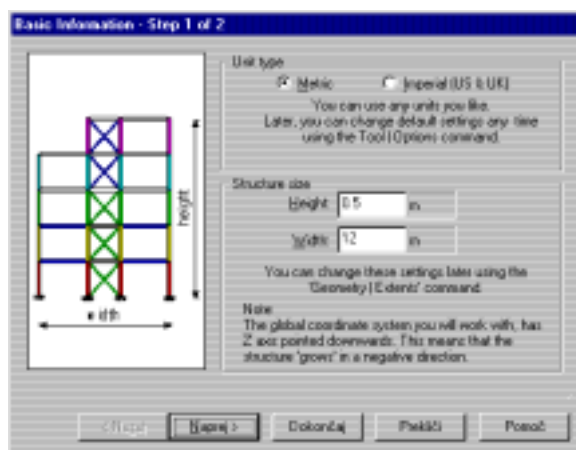 Basic Information - Step 1 of 2
Unit type
Metric
Imperial (US & UK)
You can use any units you like.
Later, you can change default settings any time
using the Tool | Options command.
height
width
Structure size
Height: 0.5 m
Width: 12 m
You can change these settings later using the
'Geometry | Extents' command.
Note
The global coordinate system you will work with, has
Z axis pointed downwards. This means that the
structure 'grows' in a negative direction.
< Nazaj
Naprej >
Dokončaj
Prekliči
Pomoč